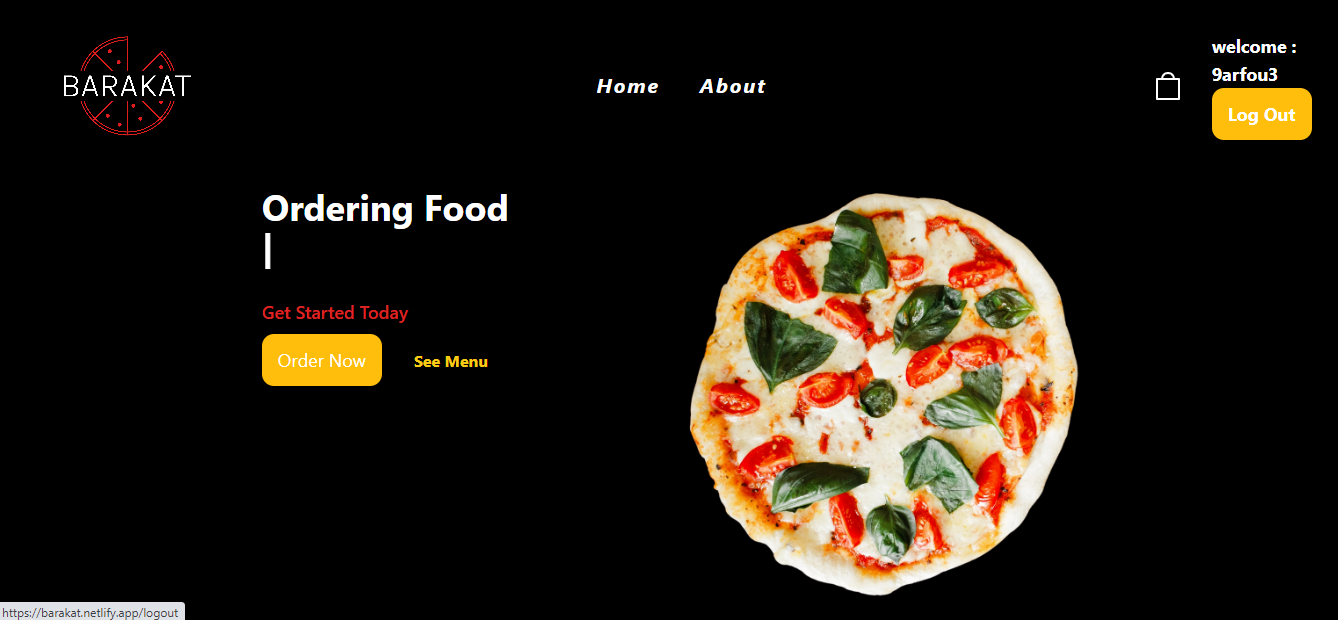 BARAKAT
Home
About
welcome :
9arfou3
Log Out
Ordering Food
|
Get Started Today
Order Now
See Menu
https://barakat.netlify.app/logout